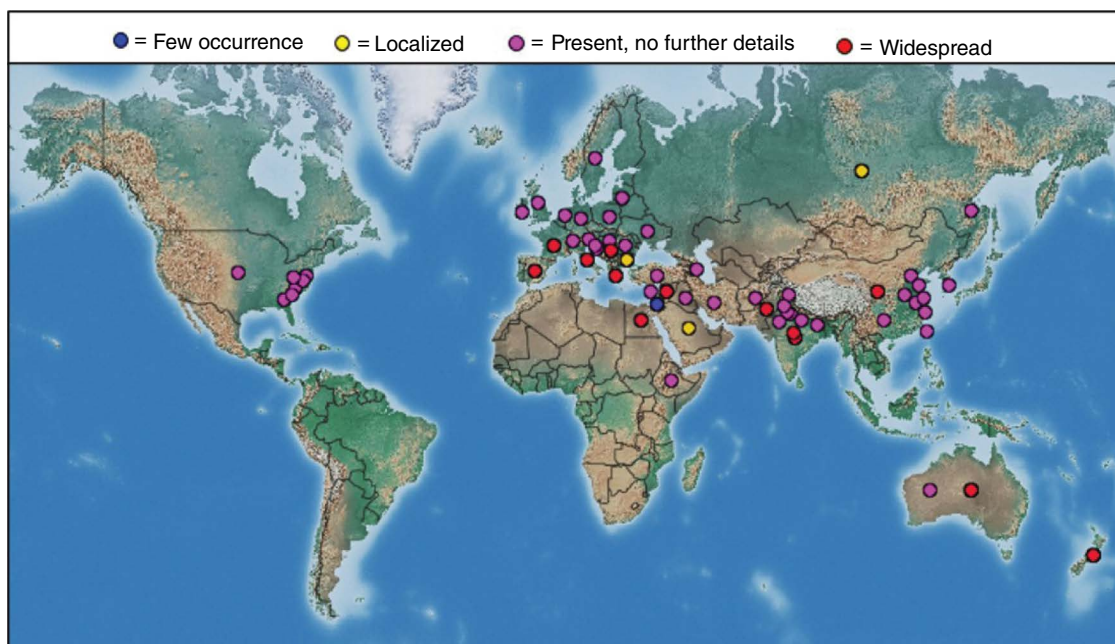 = Few occurrence = Localized = Present, no further details = Widespread